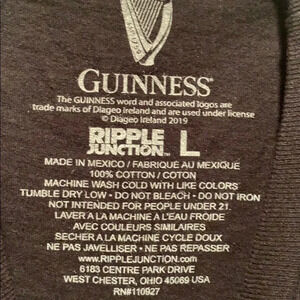 GUINNESS®
The GUINNESS word and associated logos are
trade marks of Diageo Ireland and are used under license
© Diageo Ireland 2019
RIPPLE JUNCTION L
MADE IN MEXICO / FABRIQUÉ AU MEXIQUE
100% COTTON / COTON
MACHINE WASH COLD WITH LIKE COLORS
TUMBLE DRY LOW - DO NOT BLEACH - DO NOT IRON
NOT INTENDED FOR PEOPLE UNDER 21.
LAVER A LA MACHINE A L'EAU FROIDE
AVEC COULEURS SIMILAIRES
SECHER A LA MACHINE CYCLE DOUX
NE PAS JAVELLISER - NE PAS REPASSER
www.RIPPLEJUNCTION.com
6183 CENTRE PARK DRIVE
WEST CHESTER, OHIO 45069 USA
RN#110927